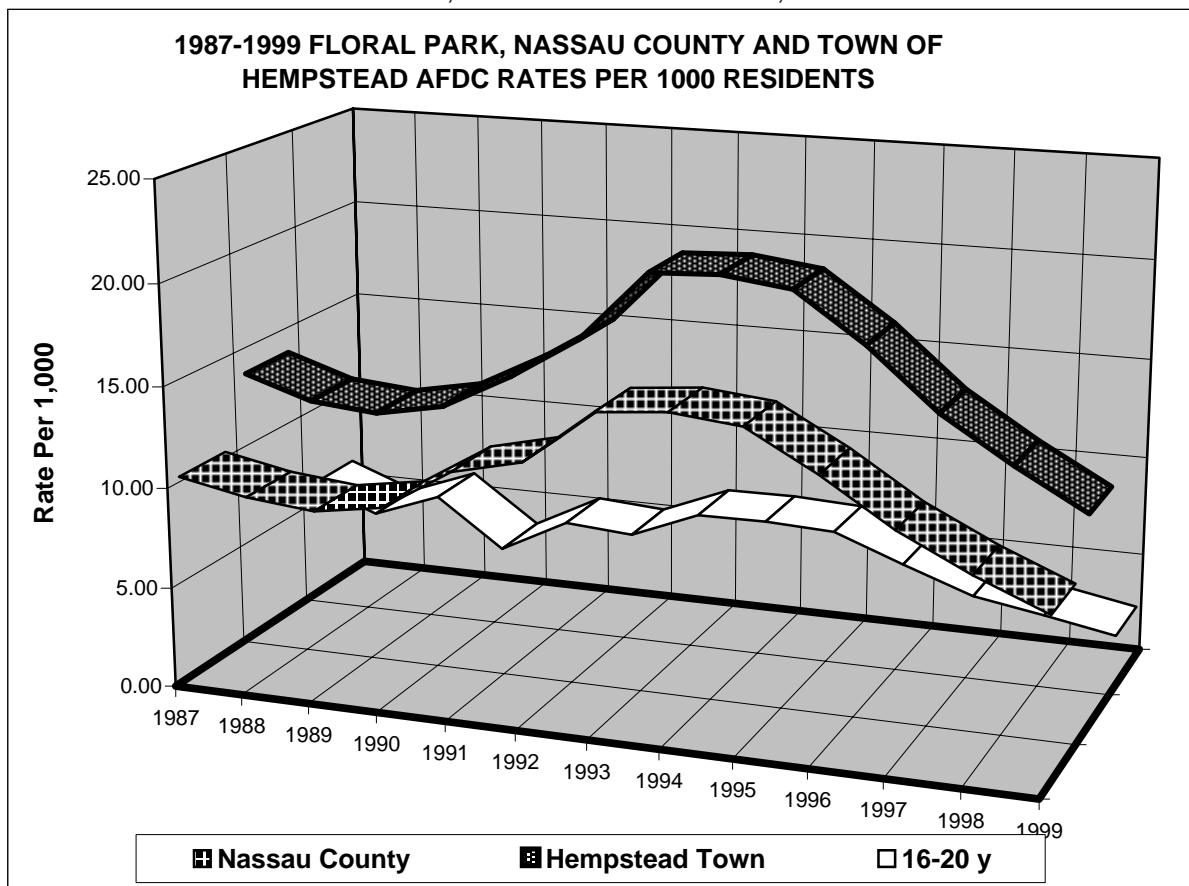 1987-1999 FLORAL PARK, NASSAU COUNTY AND TOWN OF
HEMPSTEAD AFDC RATES PER 1000 RESIDENTS
25.00
20.00
15.00
10.00
5.00
0.00
Rate Per 1,000
1987 1988 1989 1990 1991 1992 1993 1994 1995 1996 1997 1998 1999
Nassau County Hempstead Town 16-20 y